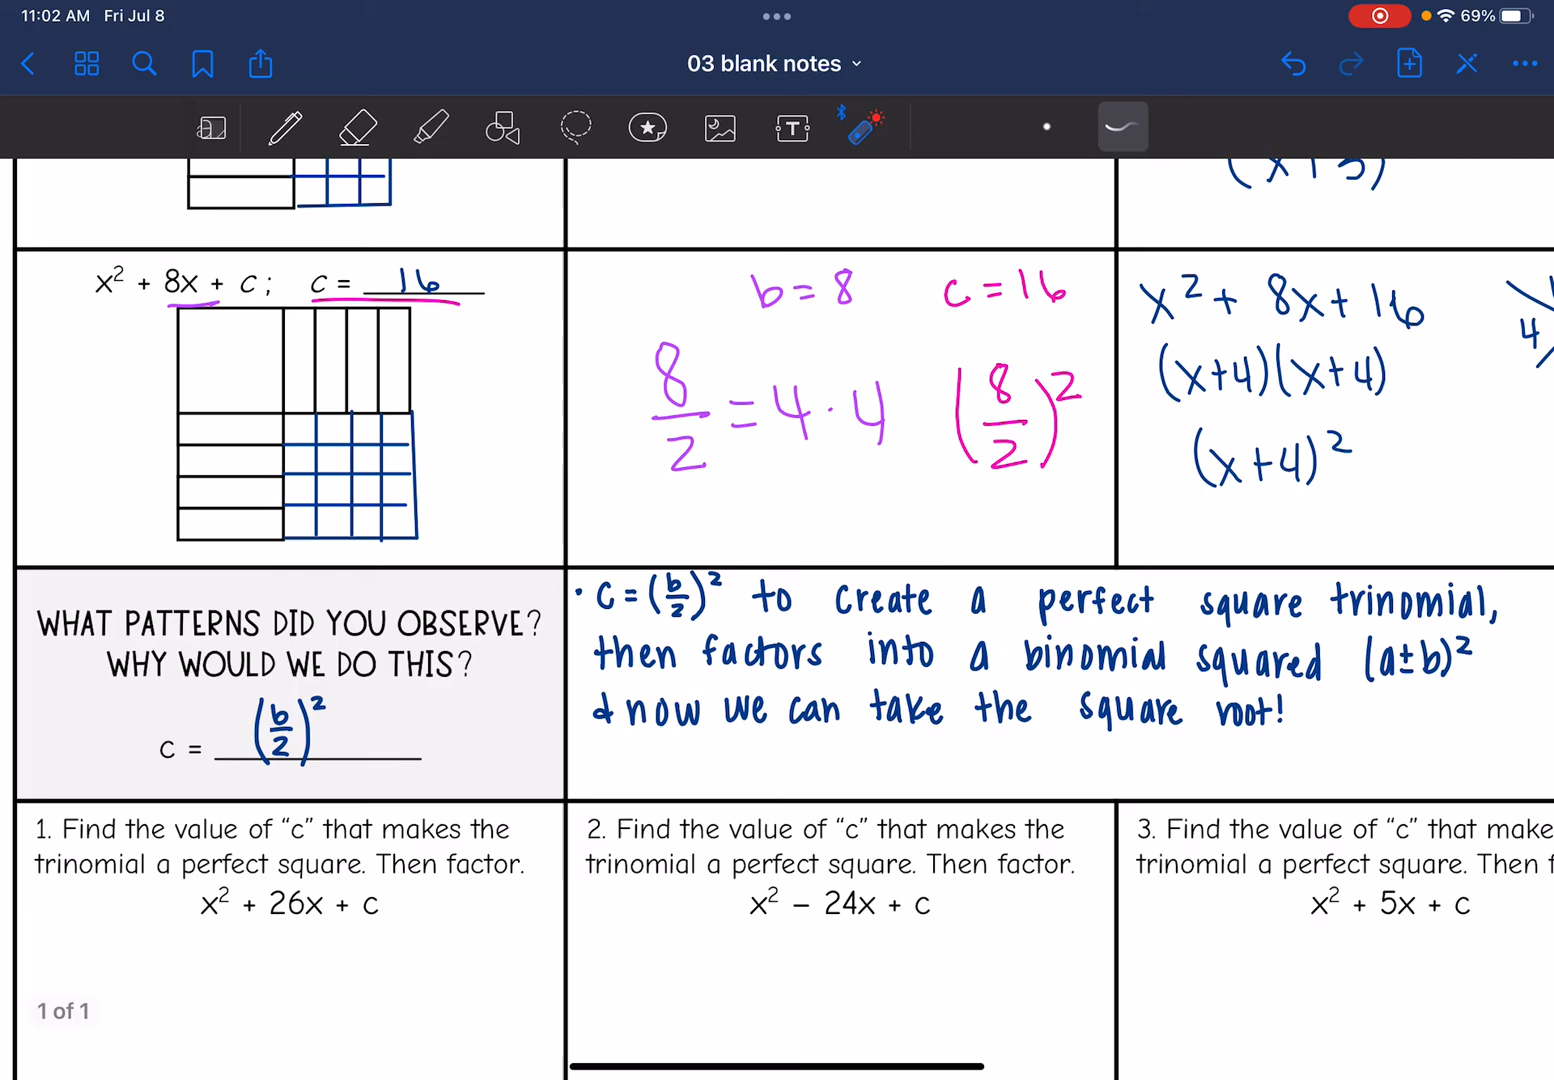 11:02 AM Fri Jul 8
69%
03 blank notes
T
(x+5)
x² + 8x + c; c = 16
b = 8 c = 16
8/2 = 4 · 4 (8/2)²
x² + 8x + 16
4
(x+4)(x+4)
(x+4)²
WHAT PATTERNS DID YOU OBSERVE?
WHY WOULD WE DO THIS?
c = (b/2)²
· c = (b/2)² to create a perfect square trinomial,
then factors into a binomial squared (a±b)²
& now we can take the square root!
1. Find the value of “c” that makes the
trinomial a perfect square. Then factor.
x² + 26x + c
2. Find the value of “c” that makes the
trinomial a perfect square. Then factor.
x² – 24x + c
3. Find the value of “c” that make
trinomial a perfect square. Then f
x² + 5x + c
1 of 1